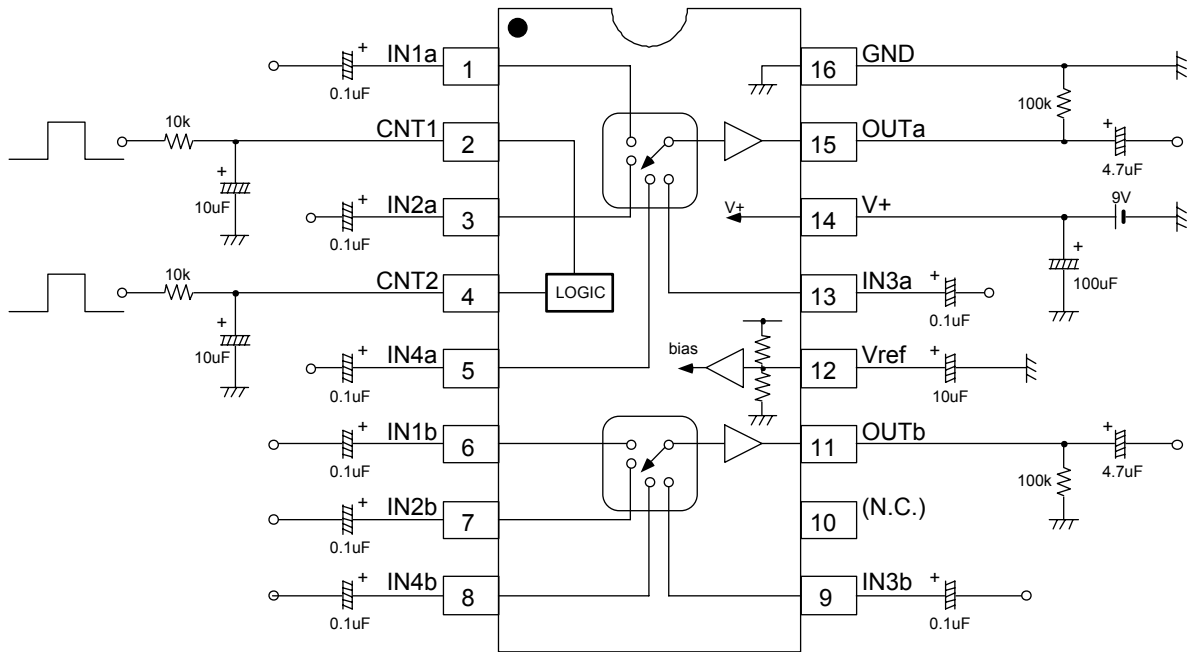 IN1a
+
0.1uF
1
16
GND
10k
CNT1
2
+
10uF
100k
15
OUTa
+
4.7uF
IN2a
+
0.1uF
3
V+
14
V+
9V
100uF
+
10k
CNT2
4
LOGIC
+
10uF
13
IN3a
+
0.1uF
IN4a
+
0.1uF
5
bias
12
Vref
+
10uF
IN1b
+
0.1uF
6
11
OUTb
+
4.7uF
100k
IN2b
+
0.1uF
7
10
(N.C.)
IN4b
+
0.1uF
8
9
IN3b
+
0.1uF